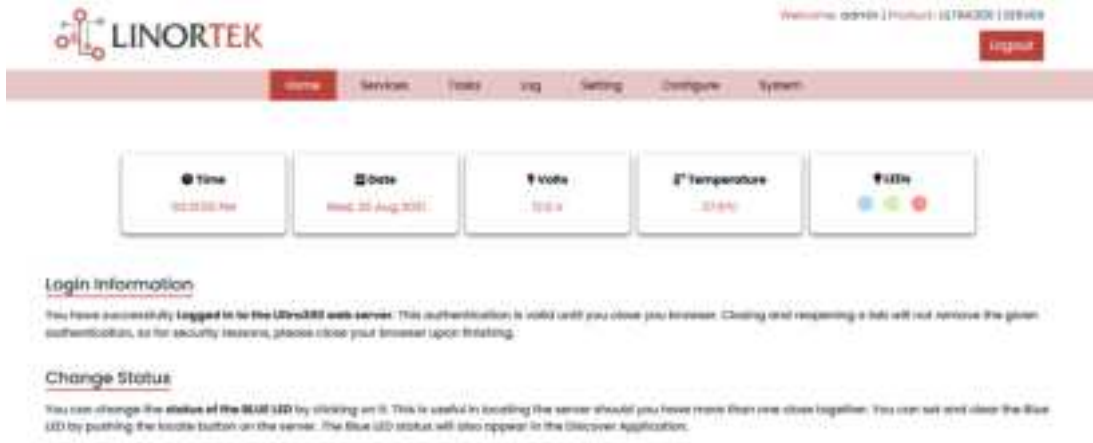 LINORTEK
Welcome: admin | Product: | SERVER
Logout
Home Services Tasks Log Setting Configure System
Time Date Volts Temperature LEDs
Wed, Aug
Login Information
You have successfully Logged in to the web server. This authentication is valid until you close you browser. Closing and reopening a tab will not remove the given
authentication, so for security reasons, please close your browser upon finishing.
Change Status
You can change the status of the BLUE LED by clicking on it. This is useful in locating the server should you have more than one close together. You can set and clear the Blue
LED by pushing the locate button on the server. The Blue LED status will also appear in the Discover Application.